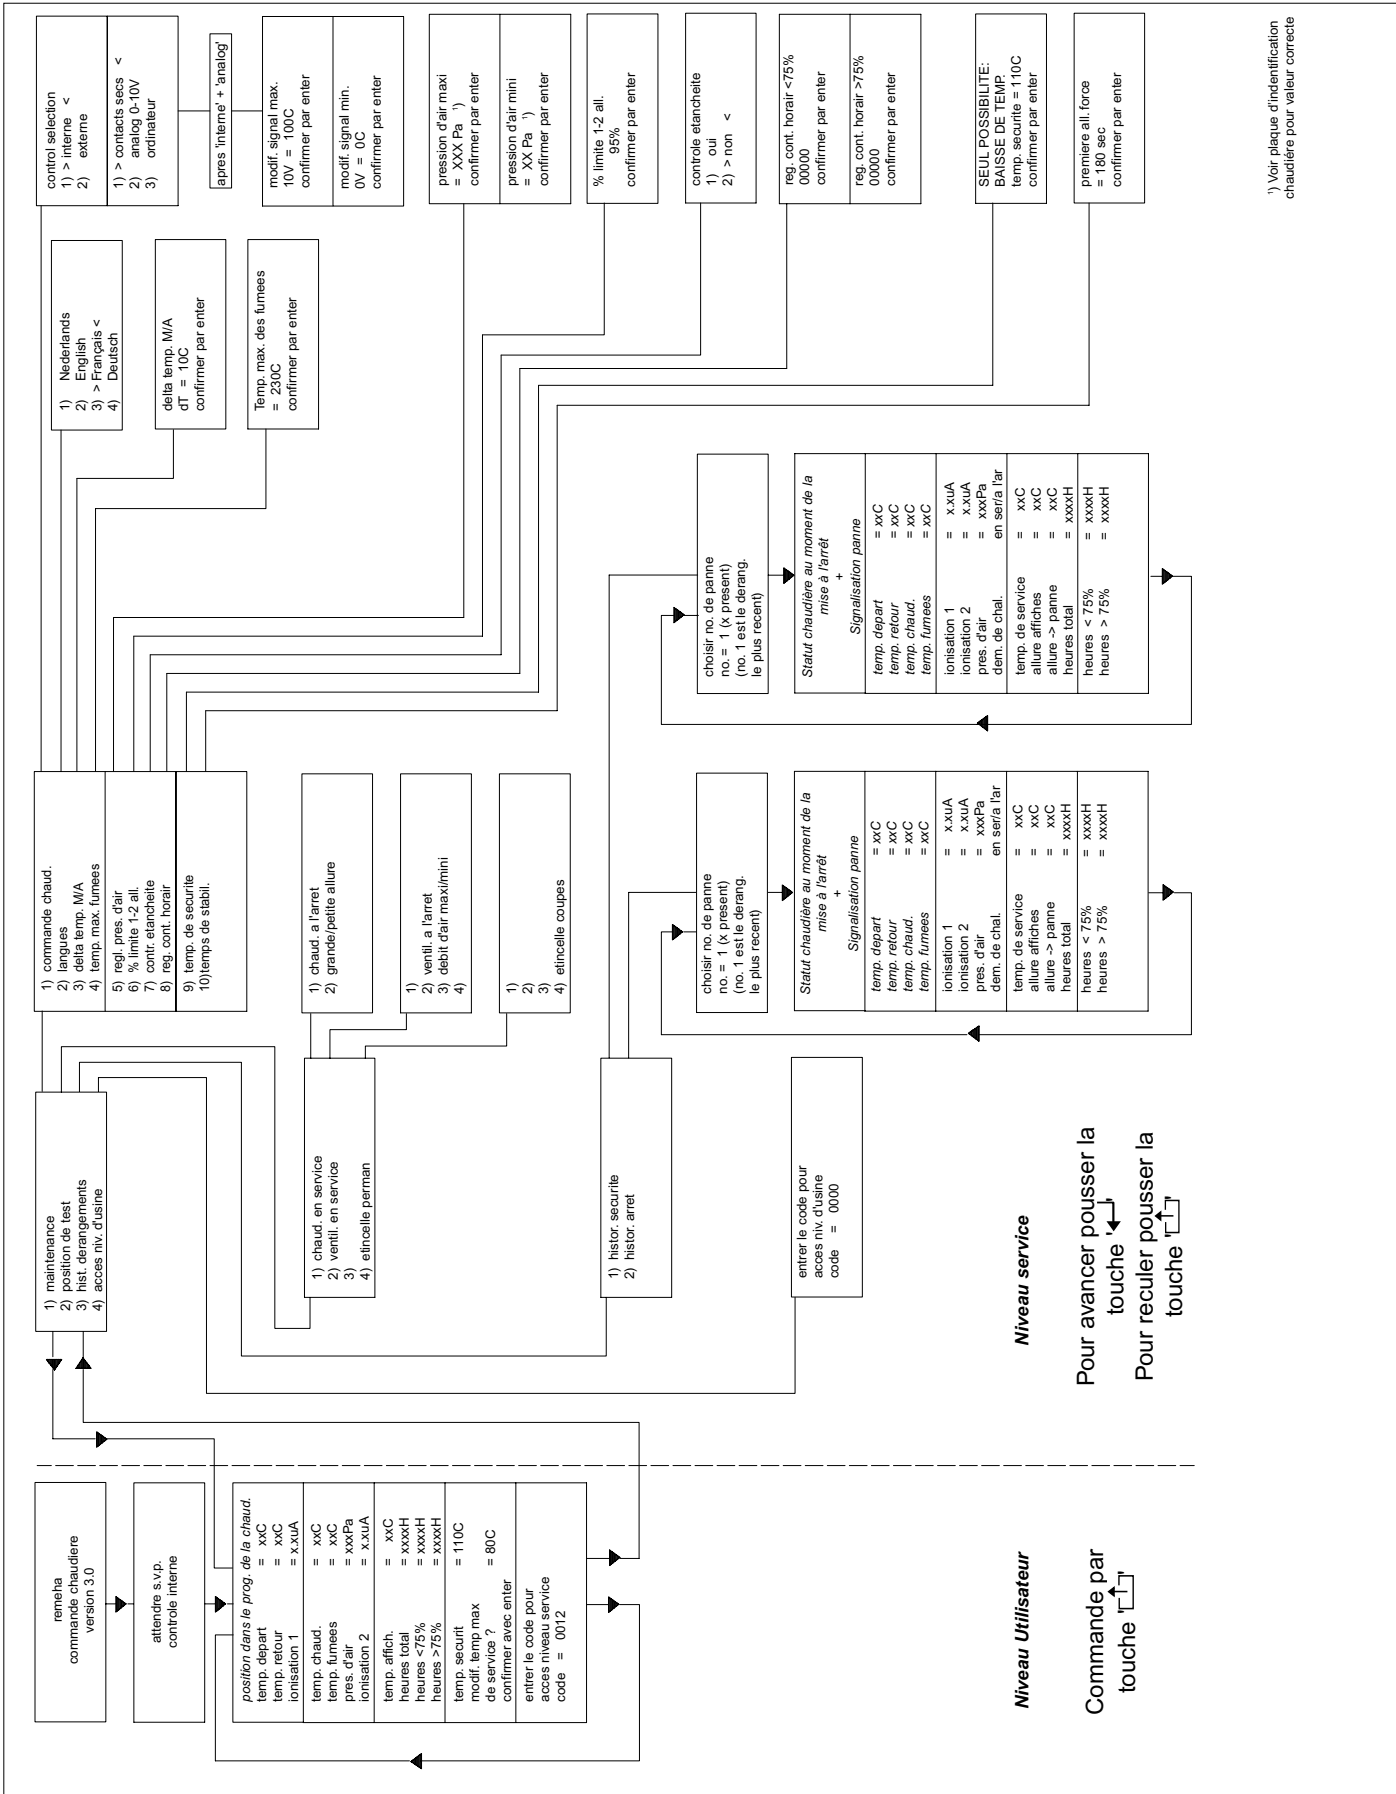 remeha
commande chaudiere
version 3.0
attendre s.v.p.
controle interne
position dans le prog. de la chaud.
temp. depart = xxC
temp. retour = xxC
ionisation 1 = x.xuA
temp. chaud. = xxC
temp. fumees = xxC
pres. d'air = xxxPa
ionisation 2 = x.xuA
temp. affich. = xxC
heures total = xxxxH
heures <75% = xxxxH
heures >75% = xxxxH
temp. securit = 110C
modif. temp max
de service ? = 80C
confirmer avec enter
entrer le code pour
acces niveau service
code = 0012
Niveau Utilisateur
Commande par
touche ' '
1) maintenance
2) position de test
3) hist. derangements
4) acces niv. d'usine
1) chaud. en service
2) ventil. en service
3)
4) etincelle perman
1) histor. securite
2) histor. arret
entrer le code pour
acces niv. d'usine
code = 0000
Niveau service
Pour avancer pousser la
touche ' '
Pour reculer pousser la
touche ' '
1) commande chaud.
2) langues
3) delta temp. M/A
4) temp. max. fumees
5) regl. pres. d'air
6) % limite 1-2 all.
7) contr. etancheite
8) reg. cont. horair
9) temp. de securite
10)temps de stabil.
1) chaud. a l'arret
2) grande/petite allure
1)
2) ventil. a l'arret
3) debit d'air maxi/mini
4)
1)
2)
3)
4) etincelle coupes
choisir no. de panne
no. = 1 (x present)
(no. 1 est le derang.
le plus recent)
Statut chaudière au moment de la
mise à l'arrêt
+
Signalisation panne
temp. depart = xxC
temp. retour = xxC
temp. chaud. = xxC
temp. fumees = xxC
ionisation 1 = x.xuA
ionisation 2 = x.xuA
pres. d'air = xxxPa
dem. de chal. en ser/a l'ar
temp. de service = xxC
allure affiches = xxC
allure -> panne = xxC
heures total = xxxxH
heures < 75% = xxxxH
heures > 75% = xxxxH
choisir no. de panne
no. = 1 (x present)
(no. 1 est le derang.
le plus recent)
Statut chaudière au moment de la
mise à l'arrêt
+
Signalisation panne
temp. depart = xxC
temp. retour = xxC
temp. chaud. = xxC
temp. fumees = xxC
ionisation 1 = x.xuA
ionisation 2 = x.xuA
pres. d'air = xxxPa
dem. de chal. en ser/a l'ar
temp. de service = xxC
allure affiches = xxC
allure -> panne = xxC
heures total = xxxxH
heures < 75% = xxxxH
heures > 75% = xxxxH
1) Nederlands
2) English
3) > Français <
4) Deutsch
delta temp. M/A
dT = 10C
confirmer par enter
Temp. max. des fumees
= 230C
confirmer par enter
control selection
1) > interne <
2) externe
1) > contacts secs <
2) analog 0-10V
3) ordinateur
apres 'interne' + 'analog'
modif. signal max.
10V = 100C
confirmer par enter
modif. signal min.
0V = 0C
confirmer par enter
pression d'air maxi
= XXX Pa ¹)
confirmer par enter
pression d'air mini
= XX Pa ¹)
confirmer par enter
% limite 1-2 all.
95%
confirmer par enter
controle etancheite
1) oui
2) > non <
reg. cont. horair <75%
00000
confirmer par enter
reg. cont. horair >75%
00000
confirmer par enter
SEUL POSSIBILITE:
BAISSE DE TEMP.
temp. securite = 110C
confirmer par enter
premiere all. force
= 180 sec
confirmer par enter
¹) Voir plaque d'indentification
chaudiére pour valeur correcte